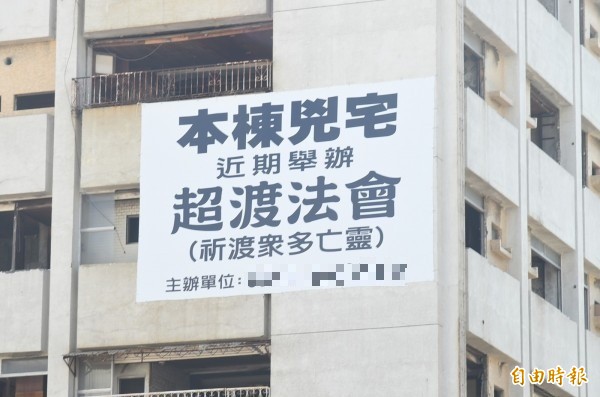 本棟兇宅
近期舉辦
超渡法會
(祈渡衆多亡靈)
主辦單位:
自由時報